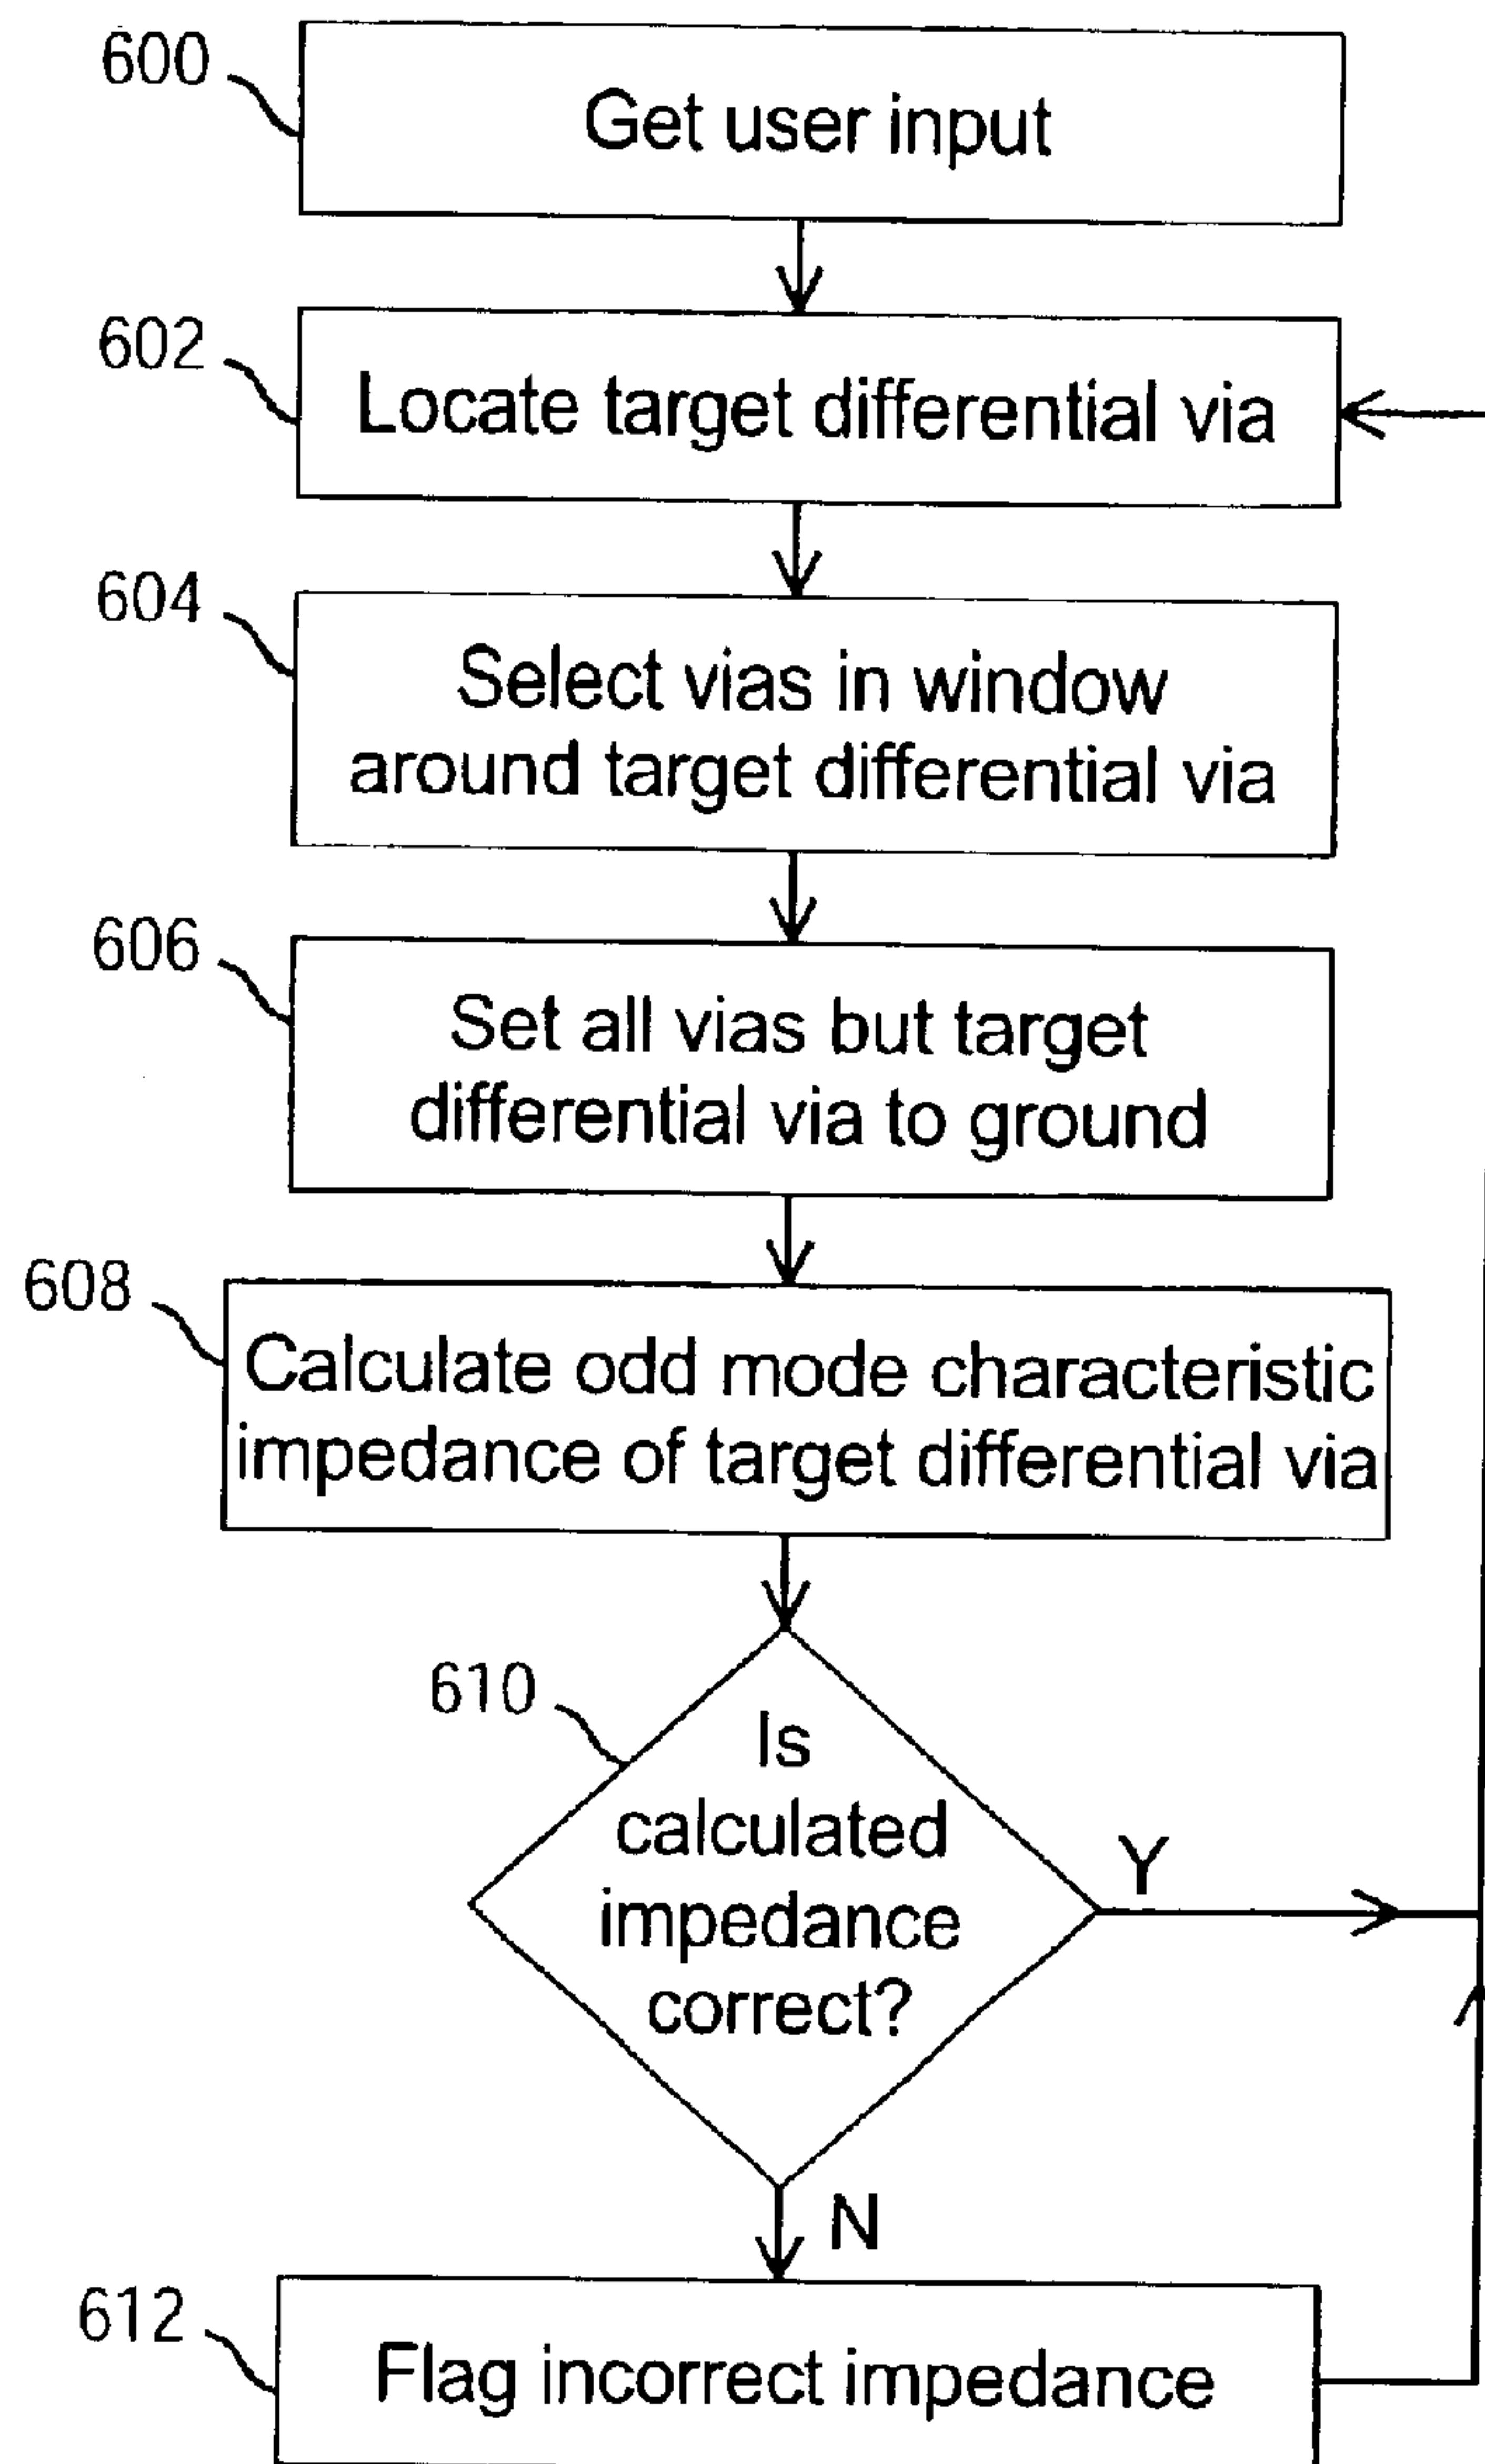 600
Get user input
602
Locate target differential via
604
Select vias in window
around target differential via
606
Set all vias but target
differential via to ground
608
Calculate odd mode characteristic
impedance of target differential via
610
Is
calculated
impedance
correct?
Y
N
612
Flag incorrect impedance